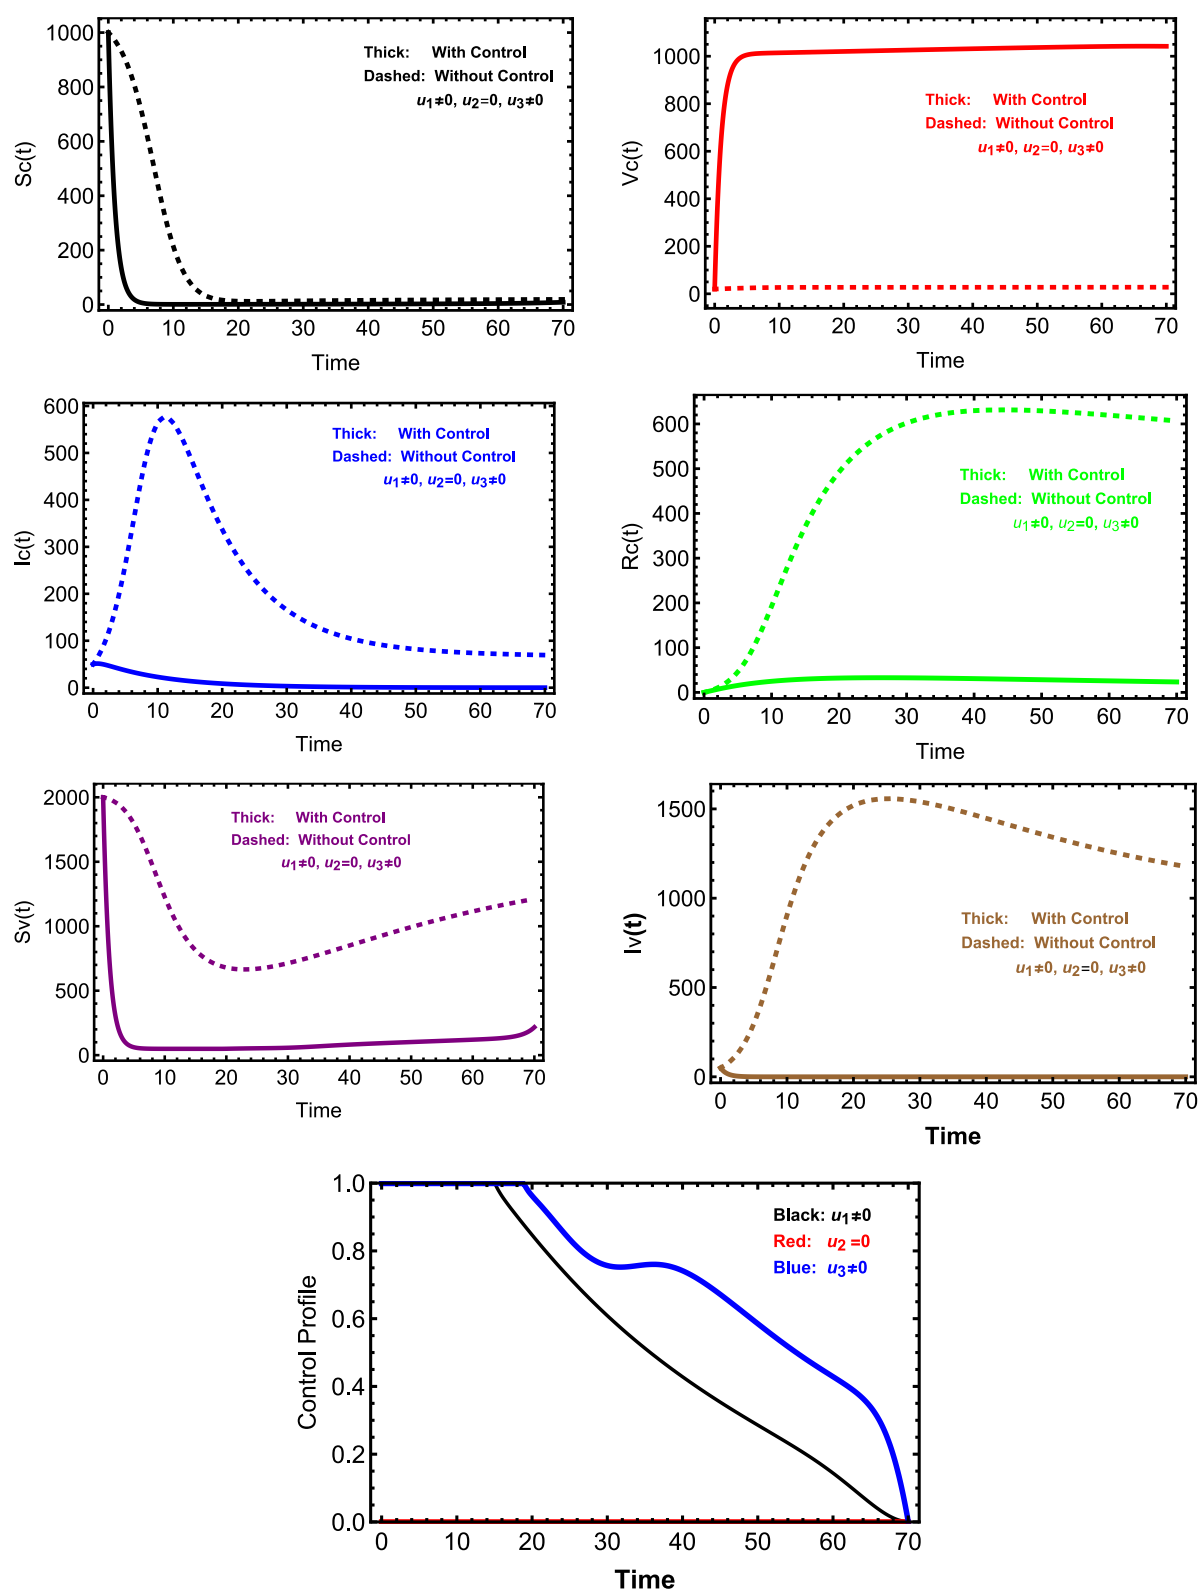 Sc(t)
1000
800
600
400
200
0
Thick: With Control
Dashed: Without Control
u1≠0, u2=0, u3≠0
0 10 20 30 40 50 60 70
Time
Vc(t)
1000
800
600
400
200
0
Thick: With Control
Dashed: Without Control
u1≠0, u2=0, u3≠0
0 10 20 30 40 50 60 70
Time
Ic(t)
600
500
400
300
200
100
0
Thick: With Control
Dashed: Without Control
u1≠0, u2=0, u3≠0
0 10 20 30 40 50 60 70
Time
Rc(t)
600
500
400
300
200
100
0
Thick: With Control
Dashed: Without Control
u1≠0, u2=0, u3≠0
0 10 20 30 40 50 60 70
Time
Sv(t)
2000
1500
1000
500
0
Thick: With Control
Dashed: Without Control
u1≠0, u2=0, u3≠0
0 10 20 30 40 50 60 70
Time
Iv(t)
1500
1000
500
0
Thick: With Control
Dashed: Without Control
u1≠0, u2=0, u3≠0
0 10 20 30 40 50 60 70
Time
Control Profile
1.0
0.8
0.6
0.4
0.2
0.0
Black: u1≠0
Red: u2=0
Blue: u3≠0
0 10 20 30 40 50 60 70
Time